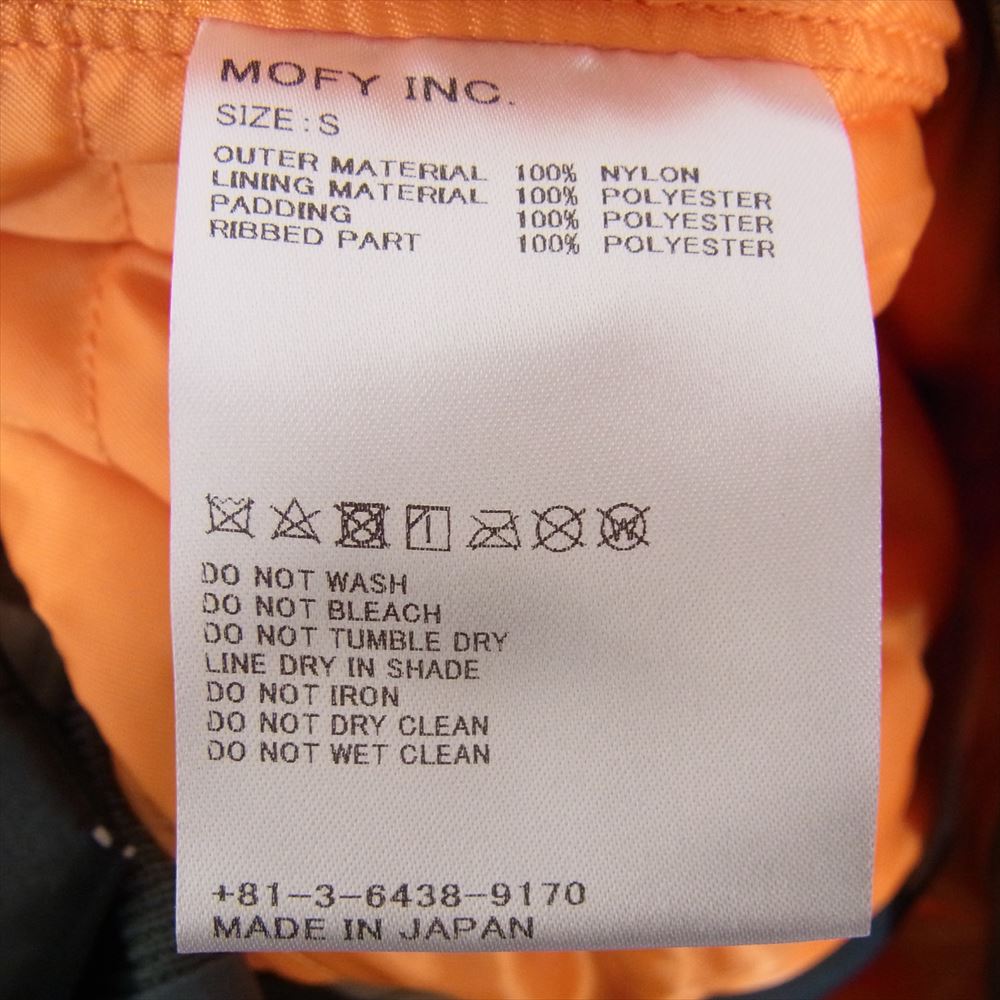 MOFY INC.
SIZE:S
OUTER MATERIAL 100% NYLON
LINING MATERIAL 100% POLYESTER
PADDING 100% POLYESTER
RIBBED PART 100% POLYESTER
W
DO NOT WASH
DO NOT BLEACH
DO NOT TUMBLE DRY
LINE DRY IN SHADE
DO NOT IRON
DO NOT DRY CLEAN
DO NOT WET CLEAN
+81-3-6438-9170
MADE IN JAPAN